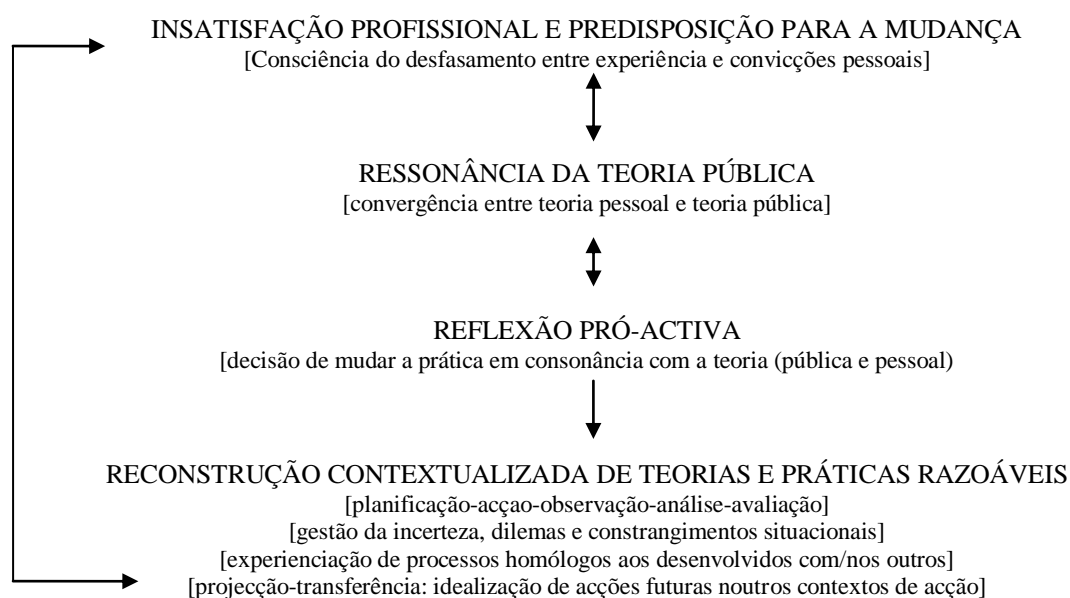 INSATISFAÇÃO PROFISSIONAL E PREDISPOSIÇÃO PARA A MUDANÇA
[Consciência do desfasamento entre experiência e convicções pessoais]
RESSONÂNCIA DA TEORIA PÚBLICA
[convergência entre teoria pessoal e teoria pública]
REFLEXÃO PRÓ-ACTIVA
[decisão de mudar a prática em consonância com a teoria (pública e pessoal)
RECONSTRUÇÃO CONTEXTUALIZADA DE TEORIAS E PRÁTICAS RAZOÁVEIS
[planificação-acçao-observação-análise-avaliação]
[gestão da incerteza, dilemas e constrangimentos situacionais]
[experienciação de processos homólogos aos desenvolvidos com/nos outros]
[projecção-transferência: idealização de acções futuras noutros contextos de acção]